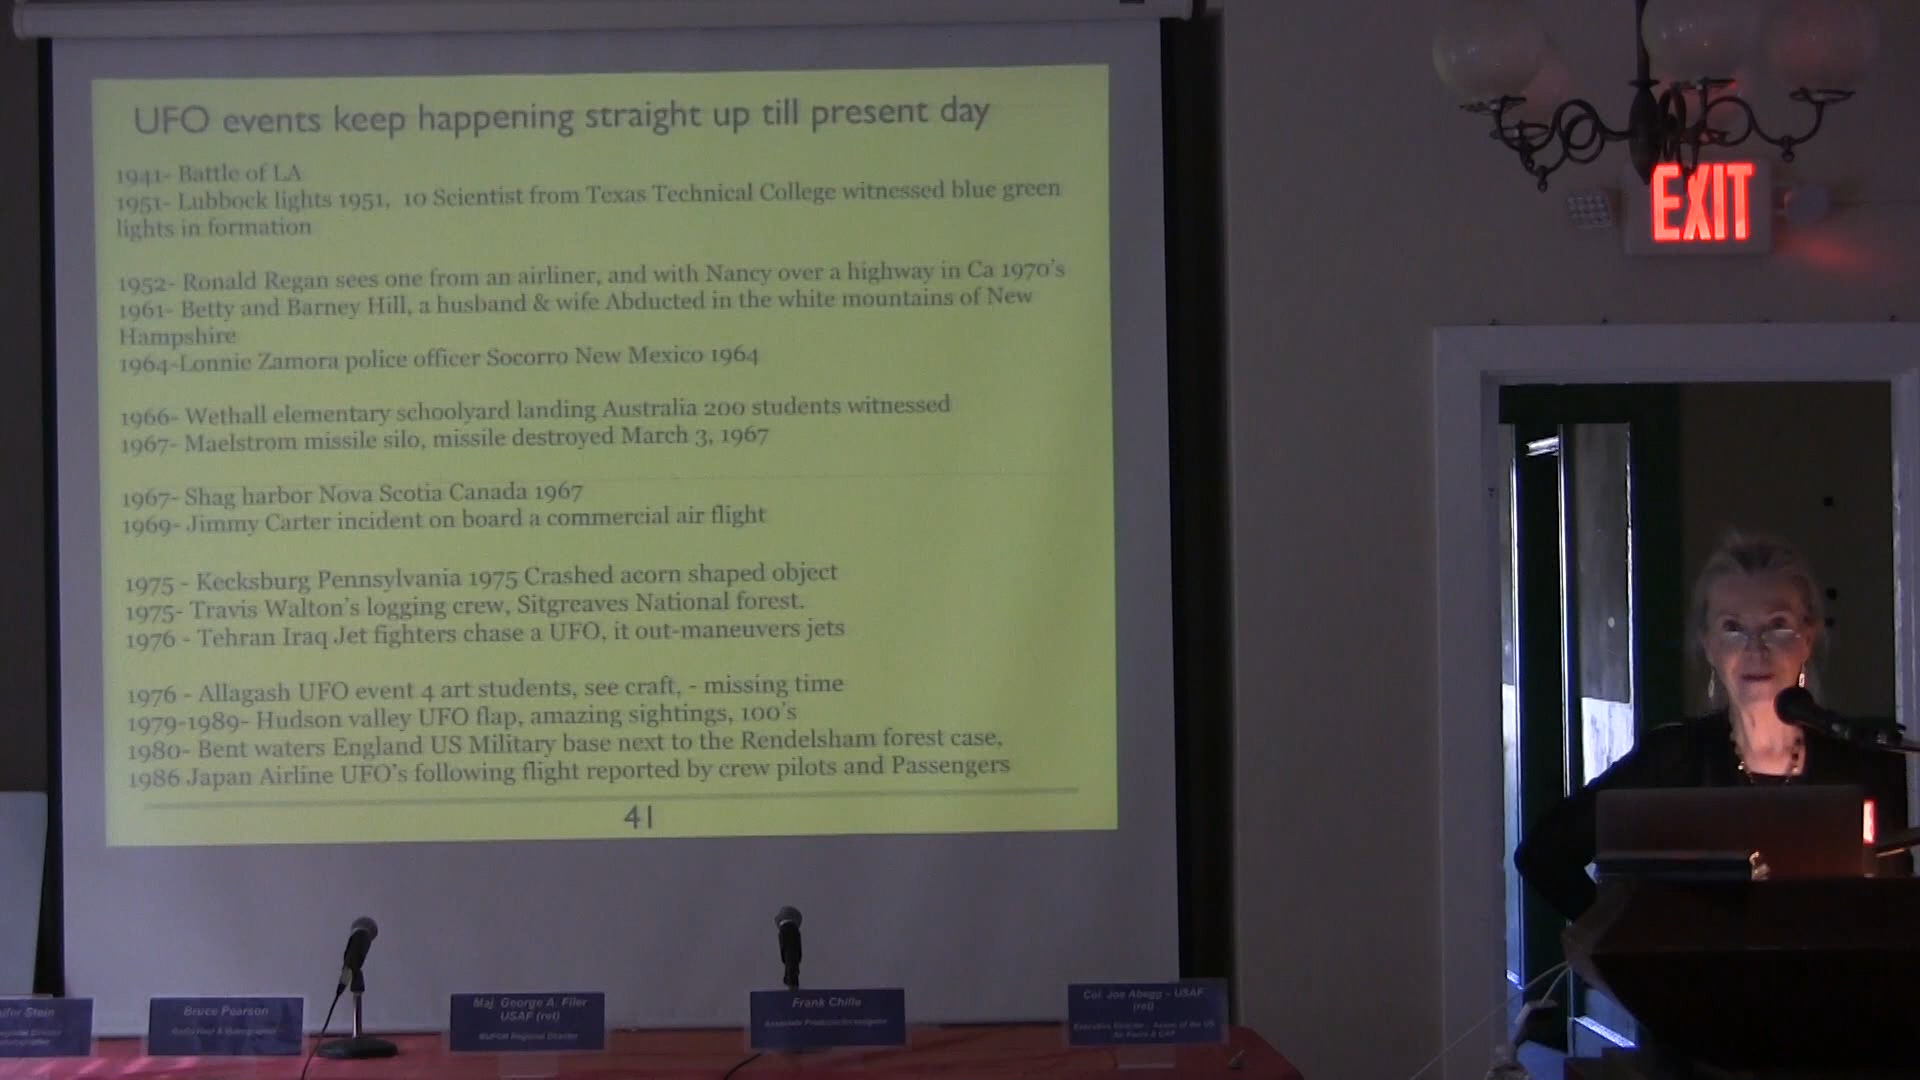 UFO events keep happening straight up till present day
1941- Battle of LA
1951- Lubbock lights 1951, 10 Scientist from Texas Technical College witnessed blue green
lights in formation
1952- Ronald Regan sees one from an airliner, and with Nancy over a highway in Ca 1970's
1961- Betty and Barney Hill, a husband & wife Abducted in the white mountains of New
Hampshire
1964-Lonnie Zamora police officer Socorro New Mexico 1964
1966- Wethall elementary schoolyard landing Australia 200 students witnessed
1967- Maelstrom missile silo, missile destroyed March 3, 1967
1967- Shag harbor Nova Scotia Canada 1967
1969- Jimmy Carter incident on board a commercial air flight
1975 - Kecksburg Pennsylvania 1975 Crashed acorn shaped object
1975- Travis Walton's logging crew, Sitgreaves National forest.
1976 - Tehran Iraq Jet fighters chase a UFO, it out-maneuvers jets
1976 - Allagash UFO event 4 art students, see craft, - missing time
1979-1989- Hudson valley UFO flap, amazing sightings, 100's
1980- Bent waters England US Military base next to the Rendelsham forest case,
1986 Japan Airline UFO's following flight reported by crew pilots and Passengers
41
EXIT
ifer Stein
Bruce Pearson
Maj. George A. Filer
USAF (ret)
MUFON Regional Director
Frank Chille
Col. Joe Abegg - USAF
(ret)